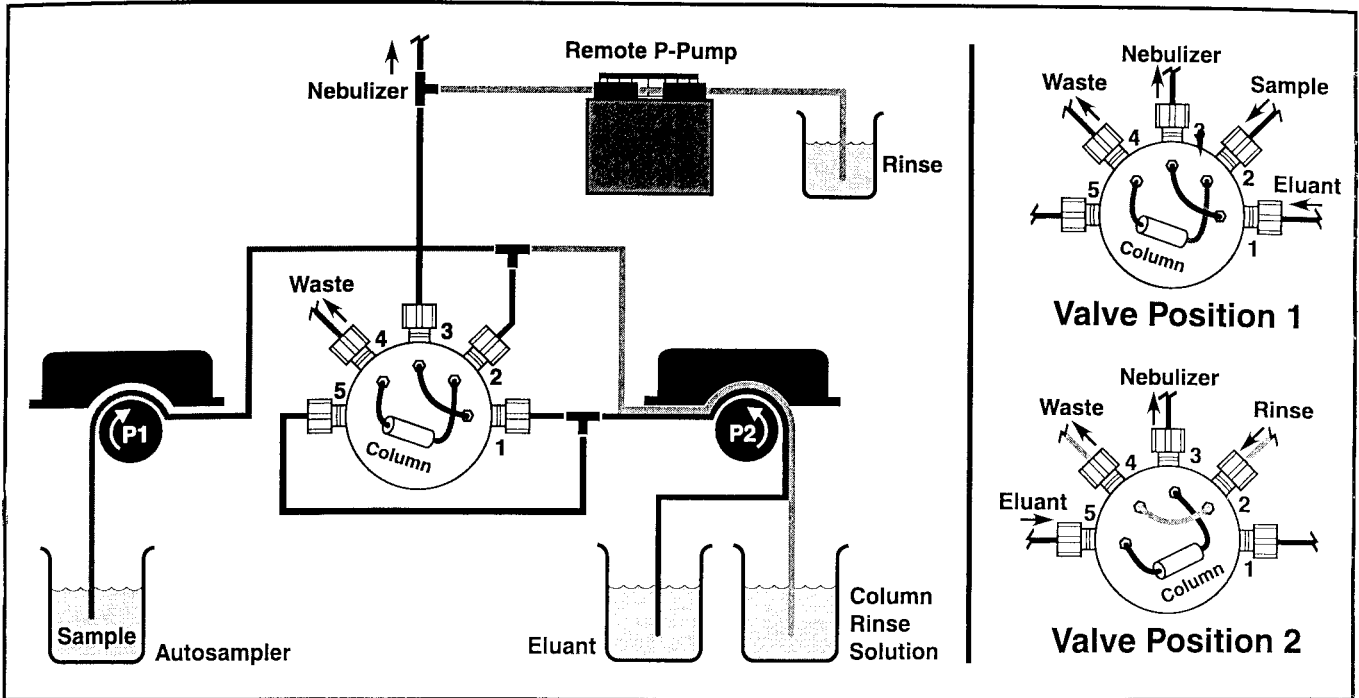 Remote P-Pump
Nebulizer
Rinse
Waste
4
3
2
5
1
Column
P1
P2
Sample
Autosampler
Eluant
Column
Rinse
Solution
Nebulizer
Waste
Sample
4
3
2
5
Eluant
1
Column
Valve Position 1
Nebulizer
Waste
Rinse
4
3
2
Eluant
5
1
Column
Valve Position 2